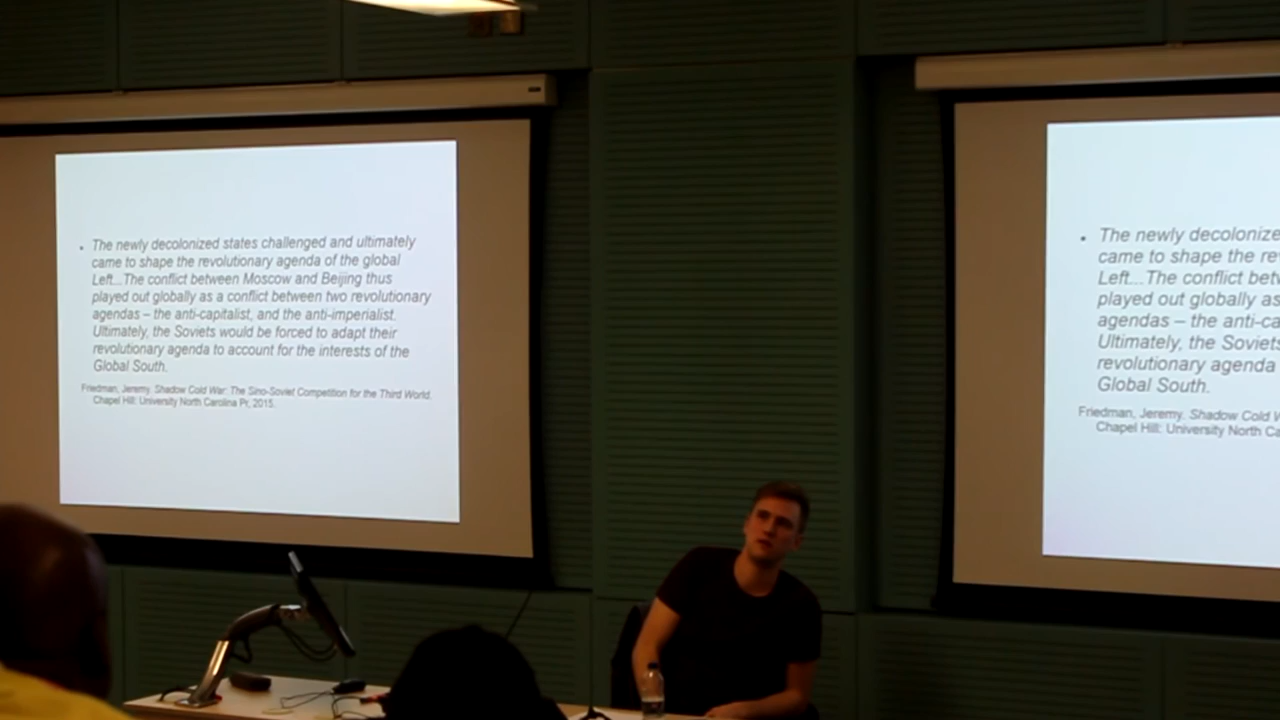 • The newly decolonized states challenged and ultimately
came to shape the revolutionary agenda of the global
Left...The conflict between Moscow and Beijing thus
played out globally as a conflict between two revolutionary
agendas – the anti-capitalist, and the anti-imperialist.
Ultimately, the Soviets would be forced to adapt their
revolutionary agenda to account for the interests of the
Global South.
Friedman, Jeremy. Shadow Cold War: The Sino-Soviet Competition for the Third World.
Chapel Hill: University North Carolina Pr, 2015.
• The newly decolonize
came to shape the re
Left...The conflict bet
played out globally as
agendas – the anti-ca
Ultimately, the Soviets
revolutionary agenda
Global South.
Friedman, Jeremy. Shadow Cold W
Chapel Hill: University North Ca